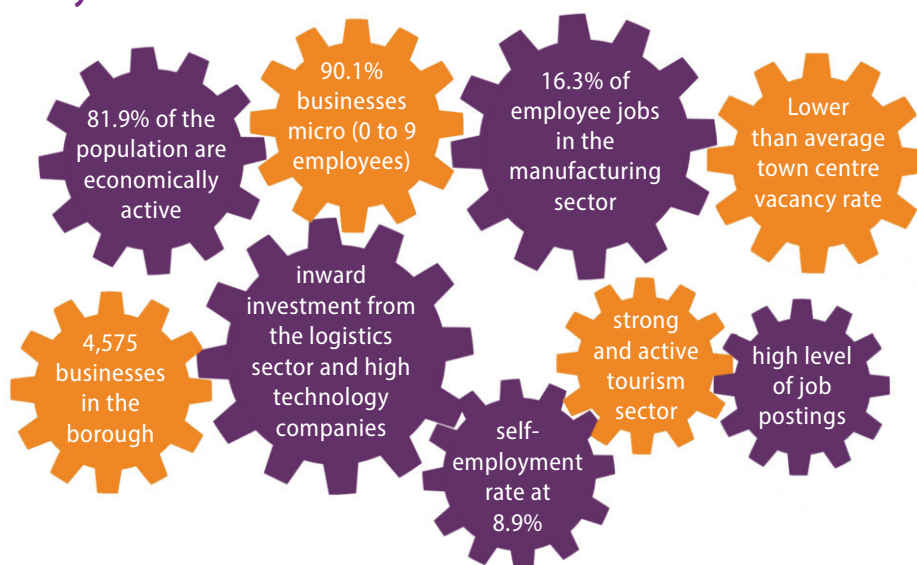 81.9% of the
population are
economically
active
90.1%
businesses
micro (0 to 9
employees)
16.3% of
employee jobs
in the
manufacturing
sector
Lower
than average
town centre
vacancy rate
4,575
businesses
in the
borough
inward
investment from
the logistics
sector and high
technology
companies
self-
employment
rate at
8.9%
strong
and active
tourism
sector
high level
of job
postings